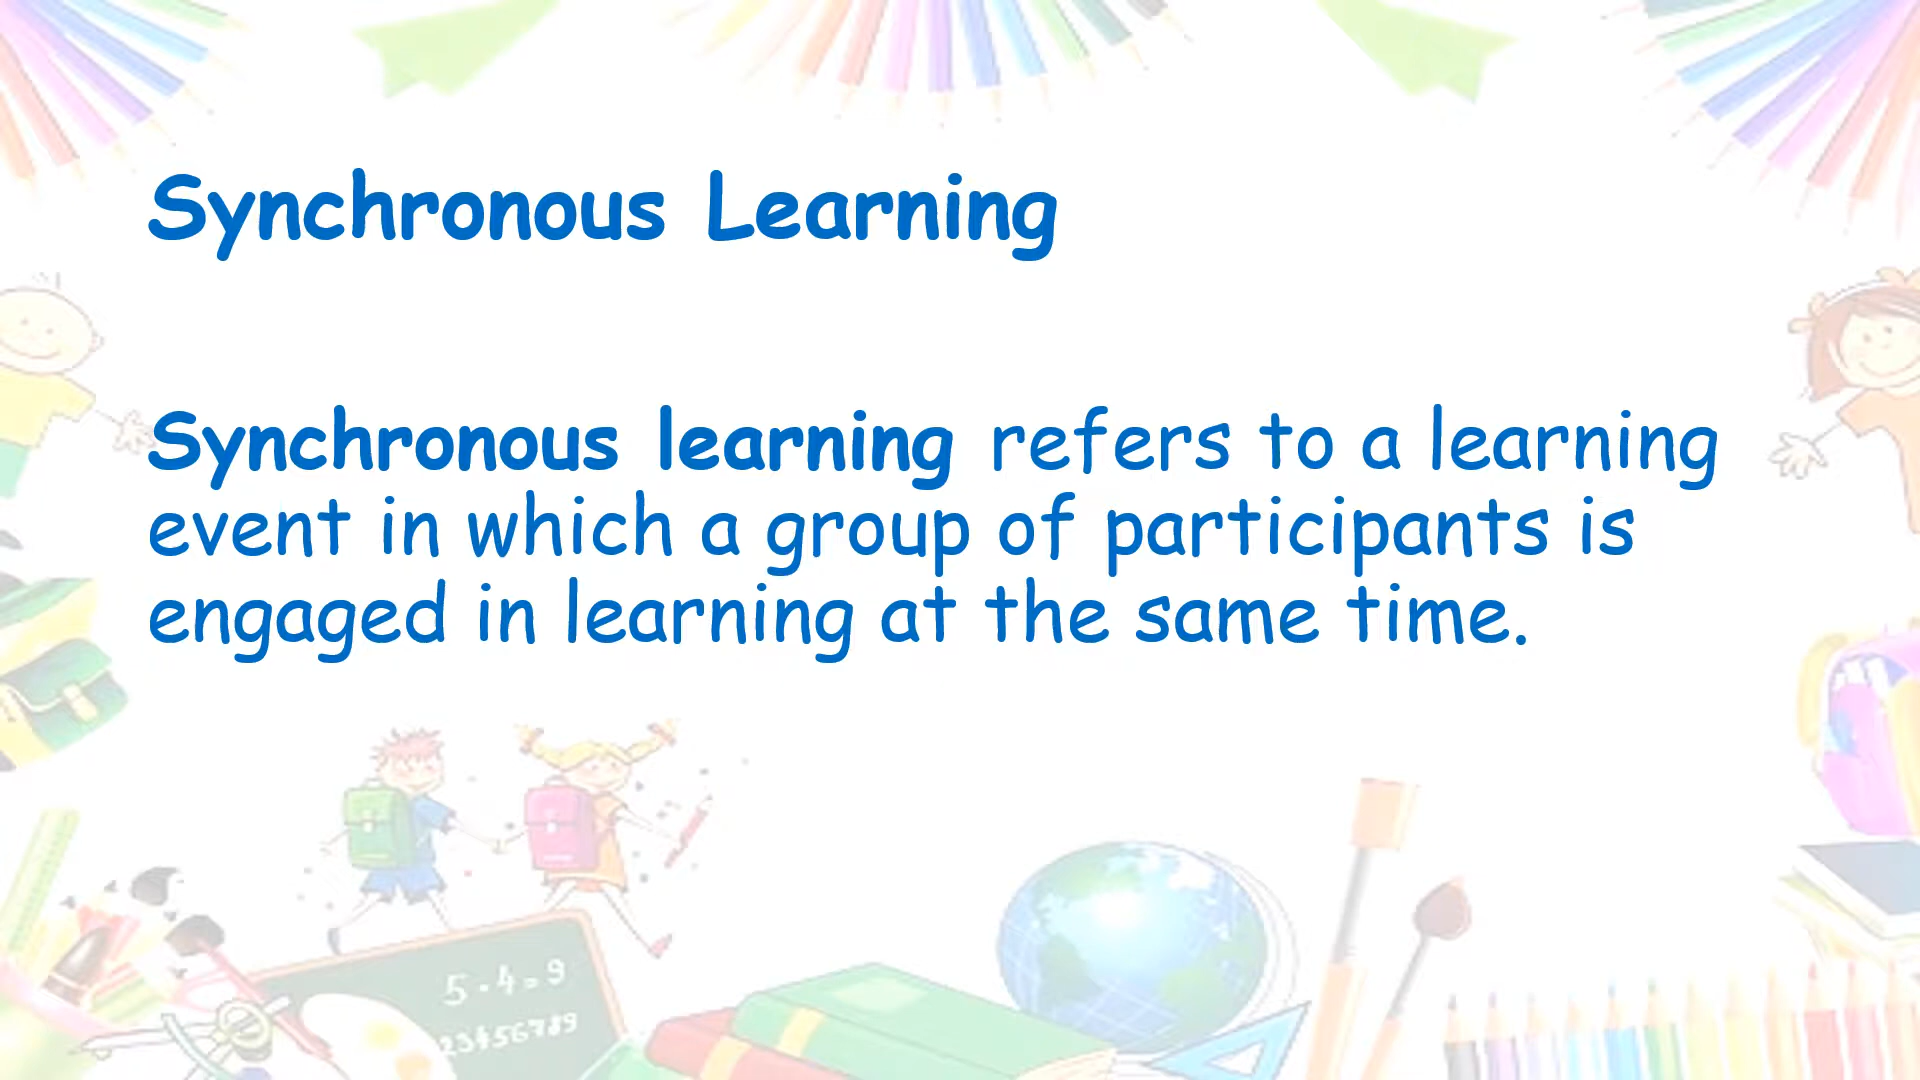 Synchronous Learning
Synchronous learning refers to a learning
event in which a group of participants is
engaged in learning at the same time.
5·4=9
23456789